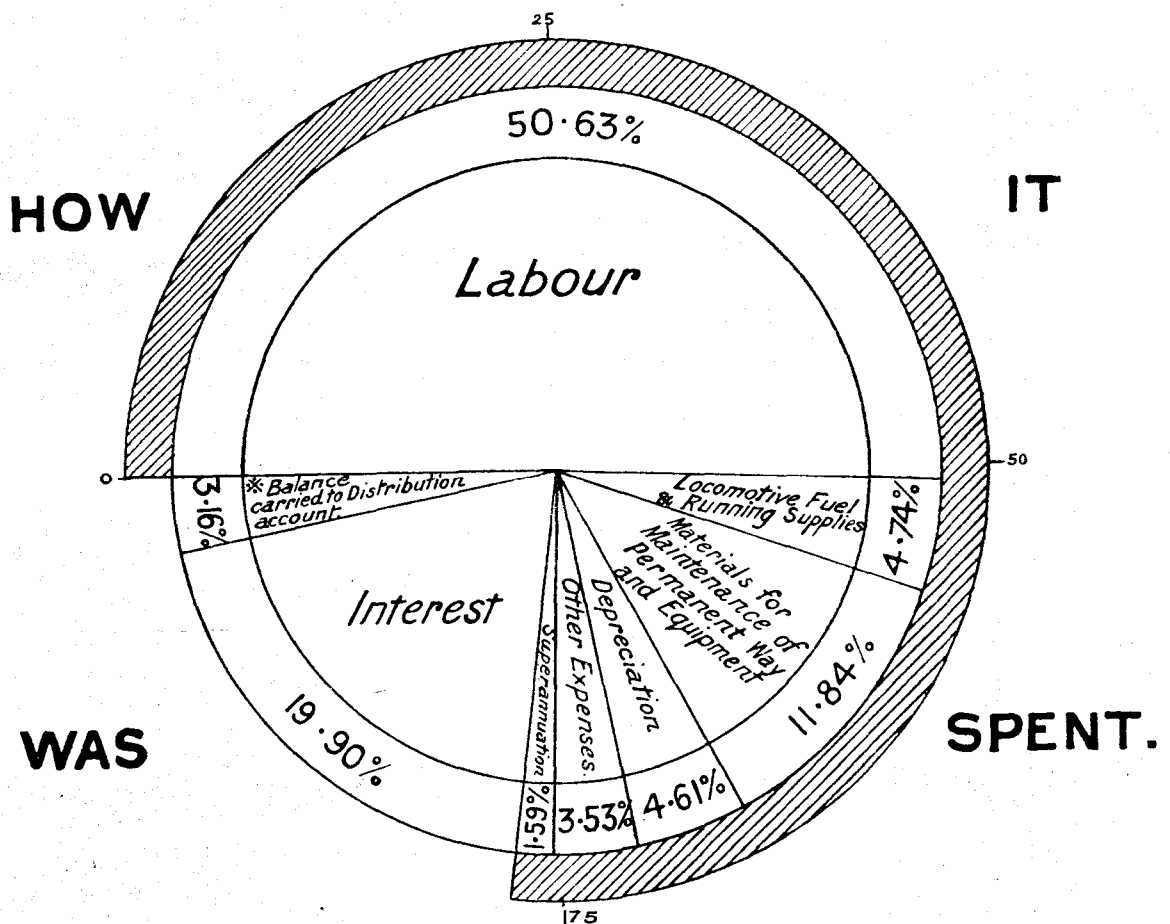 25
50·63%
HOW
IT
Labour
0
50
3·16%
※ Balance
carried to Distribution
account.
Locomotive Fuel
& Running Supplies
4·74%
Materials for
Maintenance of
Permanent Way
and Equipment
11·84%
Interest
19·90%
Superannuation
1·59%
Other Expenses.
3·53%
Depreciation
4·61%
WAS
SPENT.
175